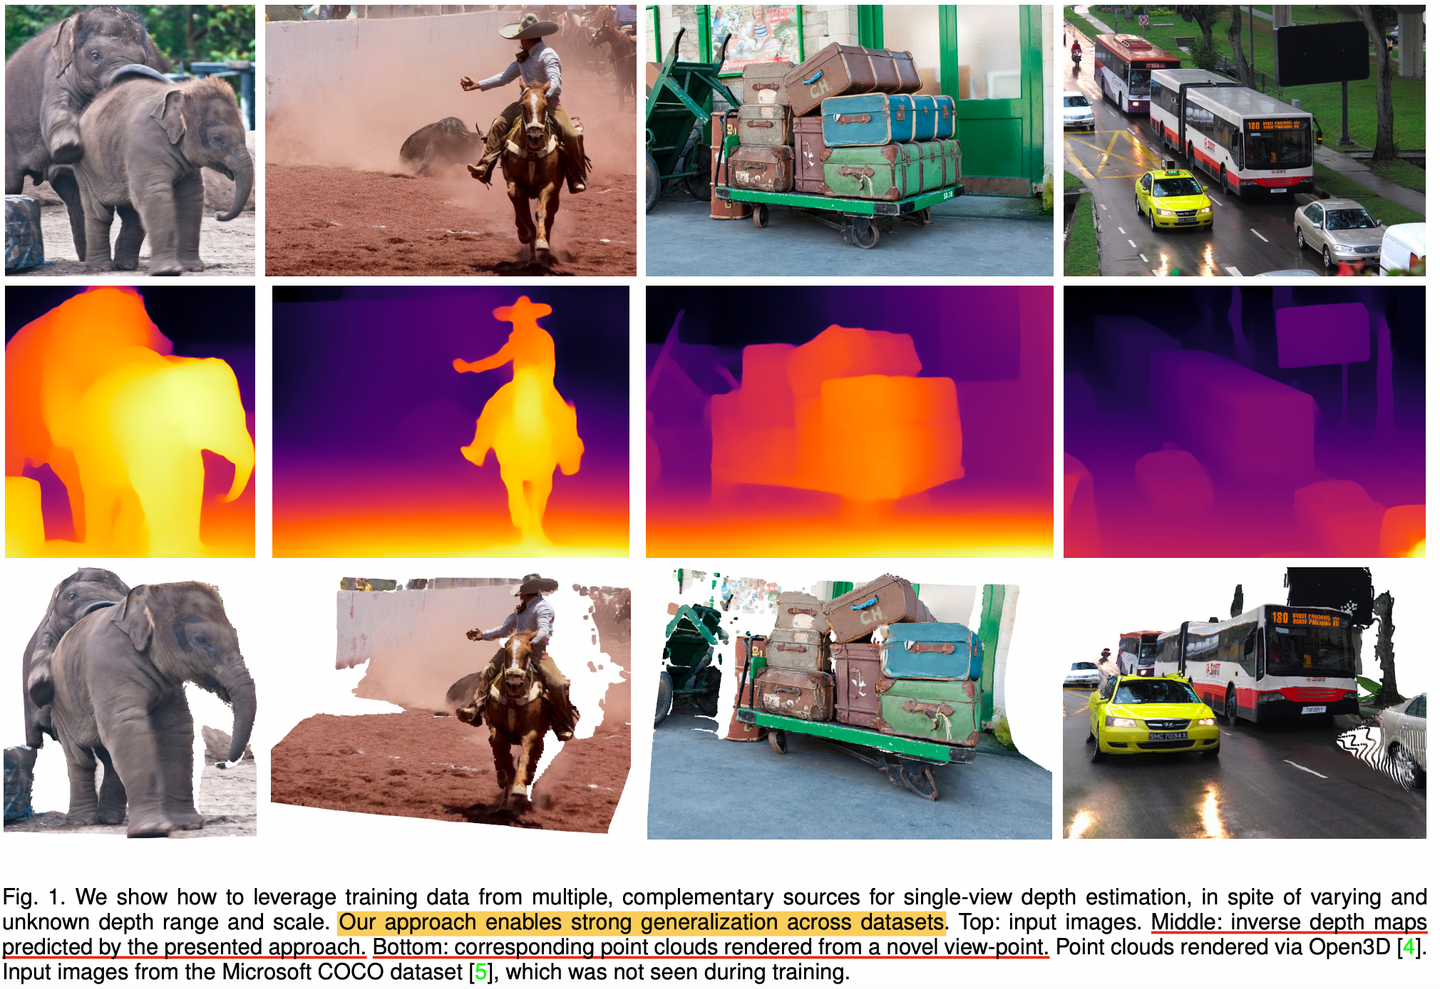 C.H.
180
C.H.
180
Fig. 1. We show how to leverage training data from multiple, complementary sources for single-view depth estimation, in spite of varying and
unknown depth range and scale. Our approach enables strong generalization across datasets. Top: input images. Middle: inverse depth maps
predicted by the presented approach. Bottom: corresponding point clouds rendered from a novel view-point. Point clouds rendered via Open3D [4].
Input images from the Microsoft COCO dataset [5], which was not seen during training.